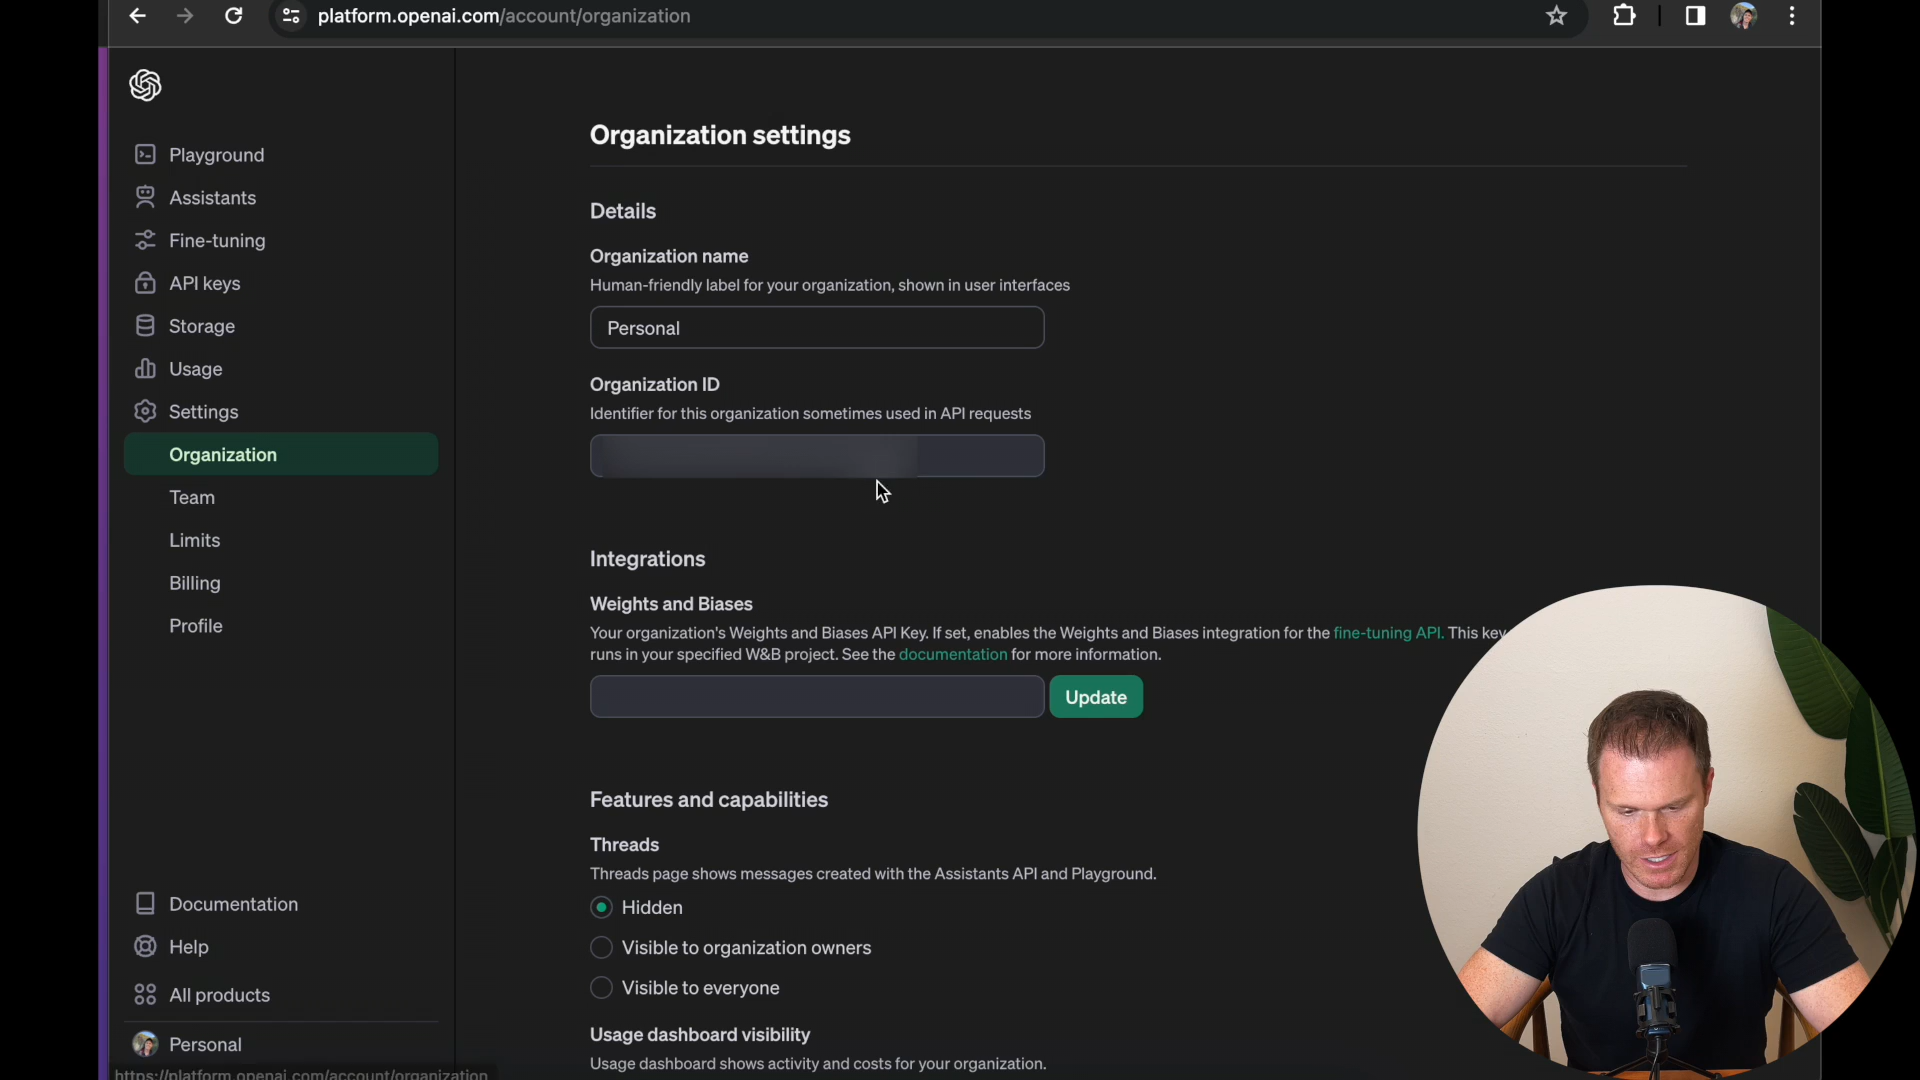 platform.openai.com/account/organization
Playground
Assistants
Fine-tuning
API keys
Storage
Usage
Settings
Organization
Team
Limits
Billing
Profile
Documentation
Help
All products
Personal
https://platform.openai.com/account/organization
Organization settings
Details
Organization name
Human-friendly label for your organization, shown in user interfaces
Personal
Organization ID
Identifier for this organization sometimes used in API requests
Integrations
Weights and Biases
Your organization's Weights and Biases API Key. If set, enables the Weights and Biases integration for the fine-tuning API. This key
runs in your specified W&B project. See the documentation for more information.
Update
Features and capabilities
Threads
Threads page shows messages created with the Assistants API and Playground.
Hidden
Visible to organization owners
Visible to everyone
Usage dashboard visibility
Usage dashboard shows activity and costs for your organization.